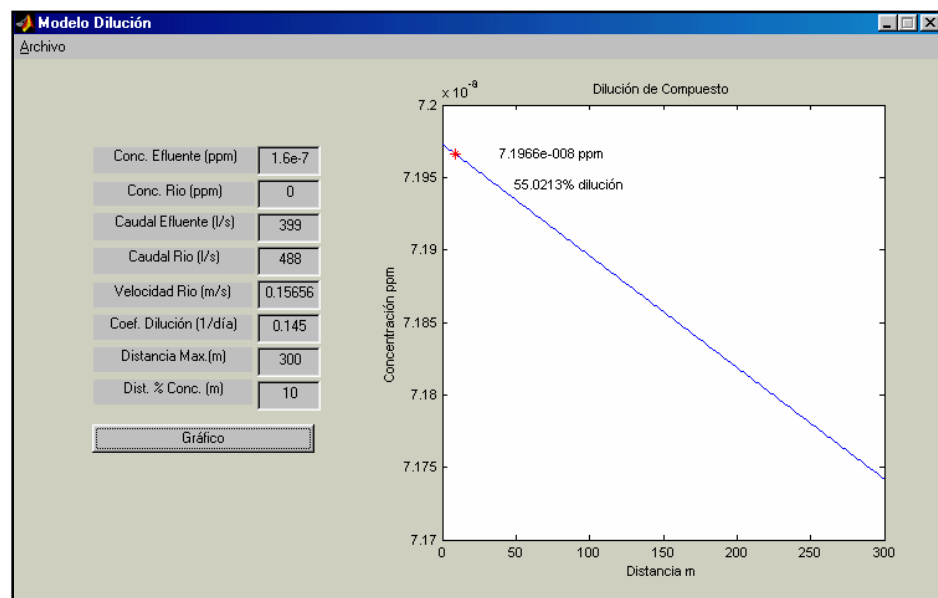 Modelo Dilución
Archivo
Conc. Efluente (ppm) 1.6e-7
Conc. Rio (ppm) 0
Caudal Efluente (l/s) 399
Caudal Rio (l/s) 488
Velocidad Rio (m/s) 0.15656
Coef. Dilución (1/día) 0.145
Distancia Max.(m) 300
Dist. % Conc. (m) 10
Gráfico
Dilución de Compuesto
x 10^-8
7.2
7.195
7.19
7.185
7.18
7.175
7.17
Concentración ppm
7.1966e-008 ppm
55.0213% dilución
0 50 100 150 200 250 300
Distancia m